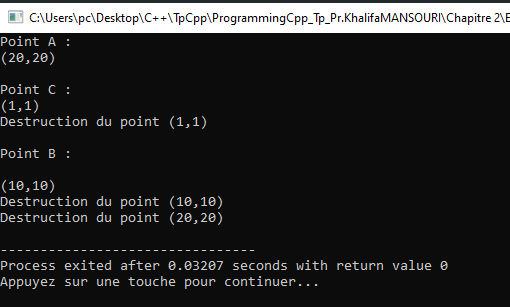 C:\Users\pc\Desktop\C++\TpCpp\ProgrammingCpp_Tp_Pr.KhalifaMANSOURI\Chapitre 2\E
Point A :
(20,20)
Point C :
(1,1)
Destruction du point (1,1)
Point B :
(10,10)
Destruction du point (10,10)
Destruction du point (20,20)
--------------------------------
Process exited after 0.03207 seconds with return value 0
Appuyez sur une touche pour continuer...